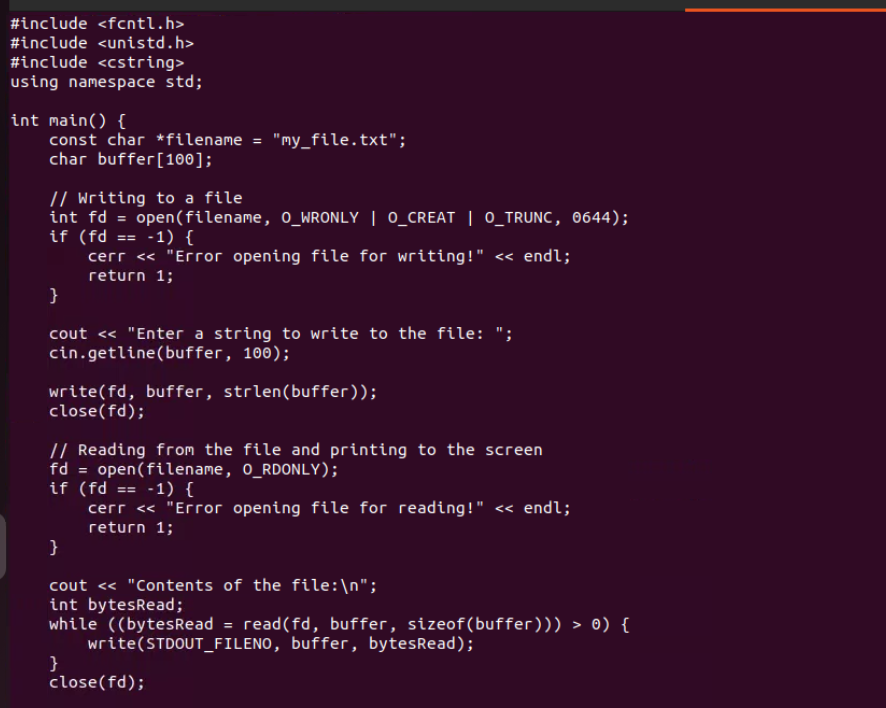 #include <fcntl.h>
#include <unistd.h>
#include <cstring>
using namespace std;

int main() {
    const char *filename = "my_file.txt";
    char buffer[100];

    // Writing to a file
    int fd = open(filename, O_WRONLY | O_CREAT | O_TRUNC, 0644);
    if (fd == -1) {
        cerr << "Error opening file for writing!" << endl;
        return 1;
    }

    cout << "Enter a string to write to the file: ";
    cin.getline(buffer, 100);

    write(fd, buffer, strlen(buffer));
    close(fd);

    // Reading from the file and printing to the screen
    fd = open(filename, O_RDONLY);
    if (fd == -1) {
        cerr << "Error opening file for reading!" << endl;
        return 1;
    }

    cout << "Contents of the file:\n";
    int bytesRead;
    while ((bytesRead = read(fd, buffer, sizeof(buffer))) > 0) {
        write(STDOUT_FILENO, buffer, bytesRead);
    }
    close(fd);